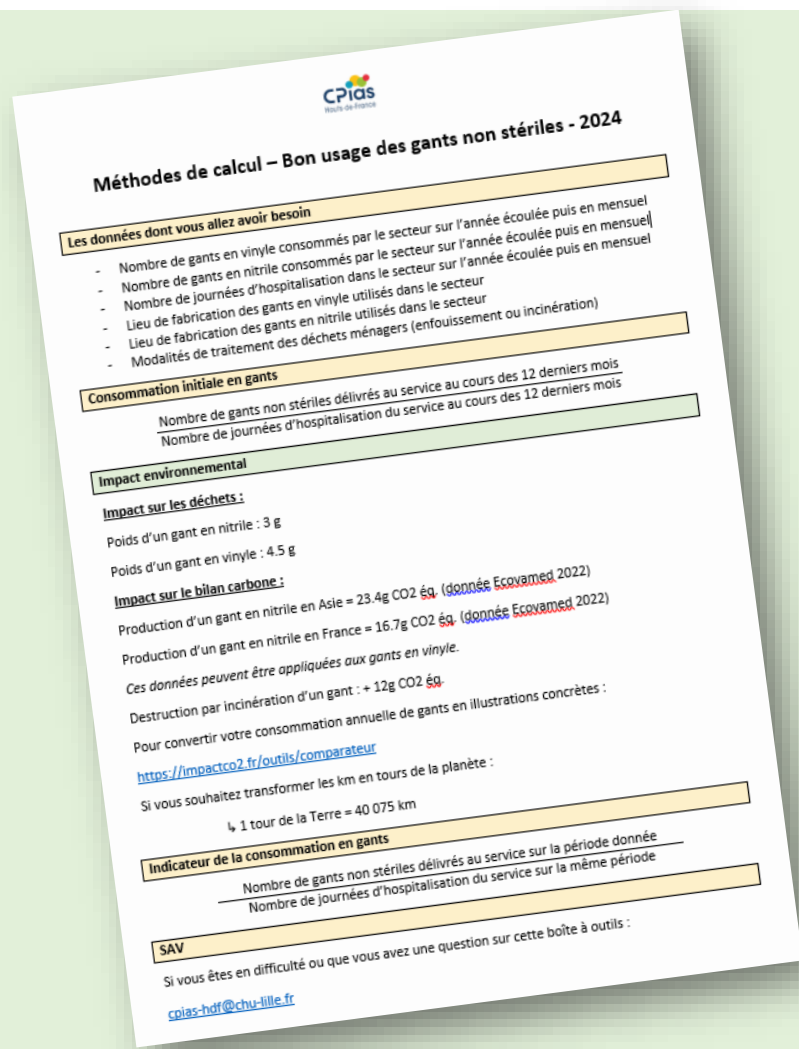 CPias
Hauts-de-France
Méthodes de calcul – Bon usage des gants non stériles - 2024
Les données dont vous allez avoir besoin
- Nombre de gants en vinyle consommés par le secteur sur l'année écoulée puis en mensuel
- Nombre de gants en nitrile consommés par le secteur sur l'année écoulée puis en mensuel
- Nombre de journées d'hospitalisation dans le secteur sur l'année écoulée puis en mensuel
- Lieu de fabrication des gants en vinyle utilisés dans le secteur
- Lieu de fabrication des gants en nitrile utilisés dans le secteur
- Modalités de traitement des déchets ménagers (enfouissement ou incinération)
Consommation initiale en gants
Nombre de gants non stériles délivrés au service au cours des 12 derniers mois
Nombre de journées d'hospitalisation du service au cours des 12 derniers mois
Impact environnemental
Impact sur les déchets :
Poids d'un gant en nitrile : 3 g
Poids d'un gant en vinyle : 4.5 g
Impact sur le bilan carbone :
Production d'un gant en nitrile en Asie = 23.4g CO2 éq. (donnée Ecovamed 2022)
Production d'un gant en nitrile en France = 16.7g CO2 éq. (donnée Ecovamed 2022)
Ces données peuvent être appliquées aux gants en vinyle.
Destruction par incinération d'un gant : + 12g CO2 éq.
Pour convertir votre consommation annuelle de gants en illustrations concrètes :
https://impactco2.fr/outils/comparateur
Si vous souhaitez transformer les km en tours de la planète :
↳ 1 tour de la Terre = 40 075 km
Indicateur de la consommation en gants
Nombre de gants non stériles délivrés au service sur la période donnée
Nombre de journées d'hospitalisation du service sur la même période
SAV
Si vous êtes en difficulté ou que vous avez une question sur cette boîte à outils :
cpias-hdf@chu-lille.fr